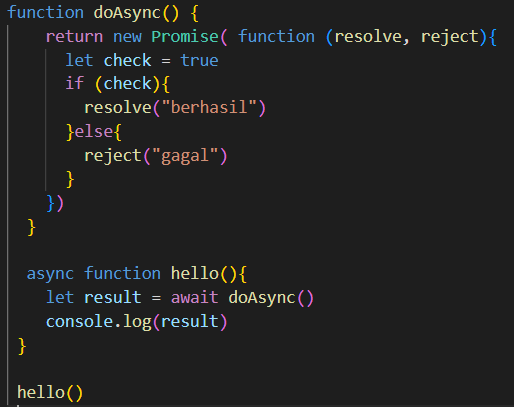 function doAsync() {
return new Promise( function (resolve, reject){
let check = true
if (check){
resolve("berhasil")
}else{
reject("gagal")
}
})
}
async function hello(){
let result = await doAsync()
console.log(result)
}
hello()